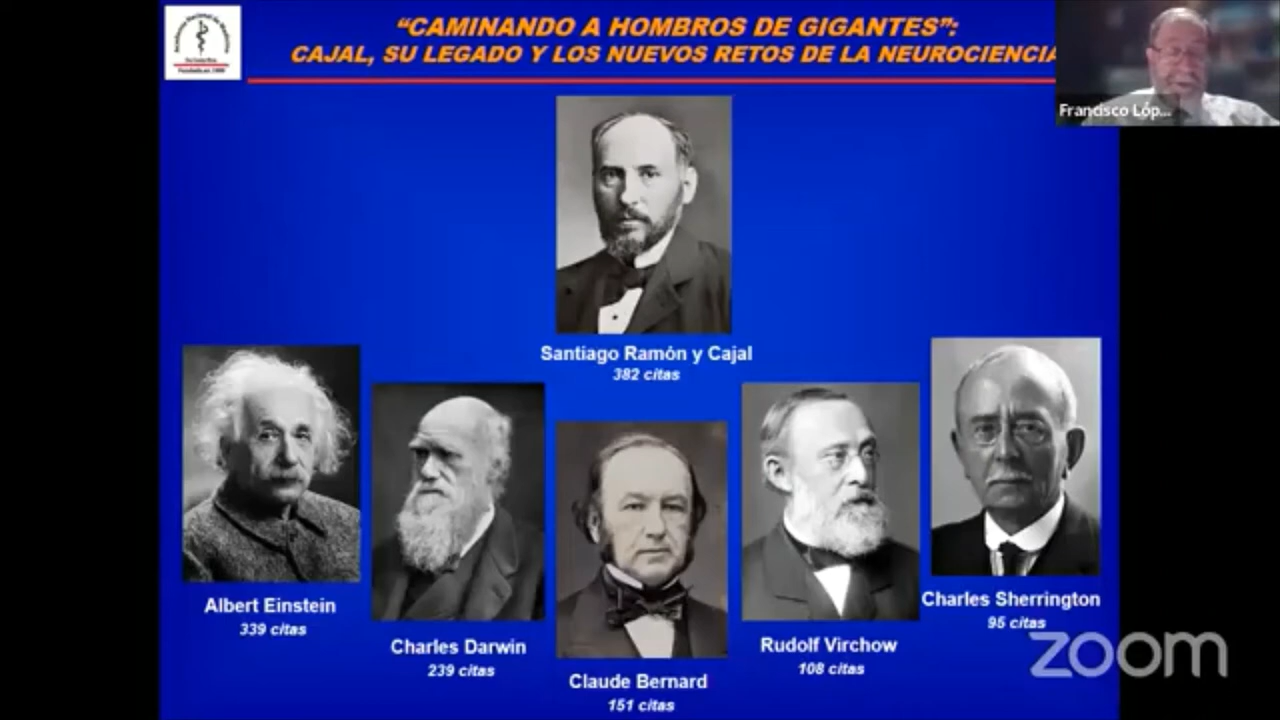 “CAMINANDO A HOMBROS DE GIGANTES”:
CAJAL, SU LEGADO Y LOS NUEVOS RETOS DE LA NEUROCIENCIA
Francisco Lóp...
Santiago Ramón y Cajal
382 citas
Albert Einstein
339 citas
Charles Darwin
239 citas
Claude Bernard
151 citas
Rudolf Virchow
108 citas
Charles Sherrington
95 citas
zoom